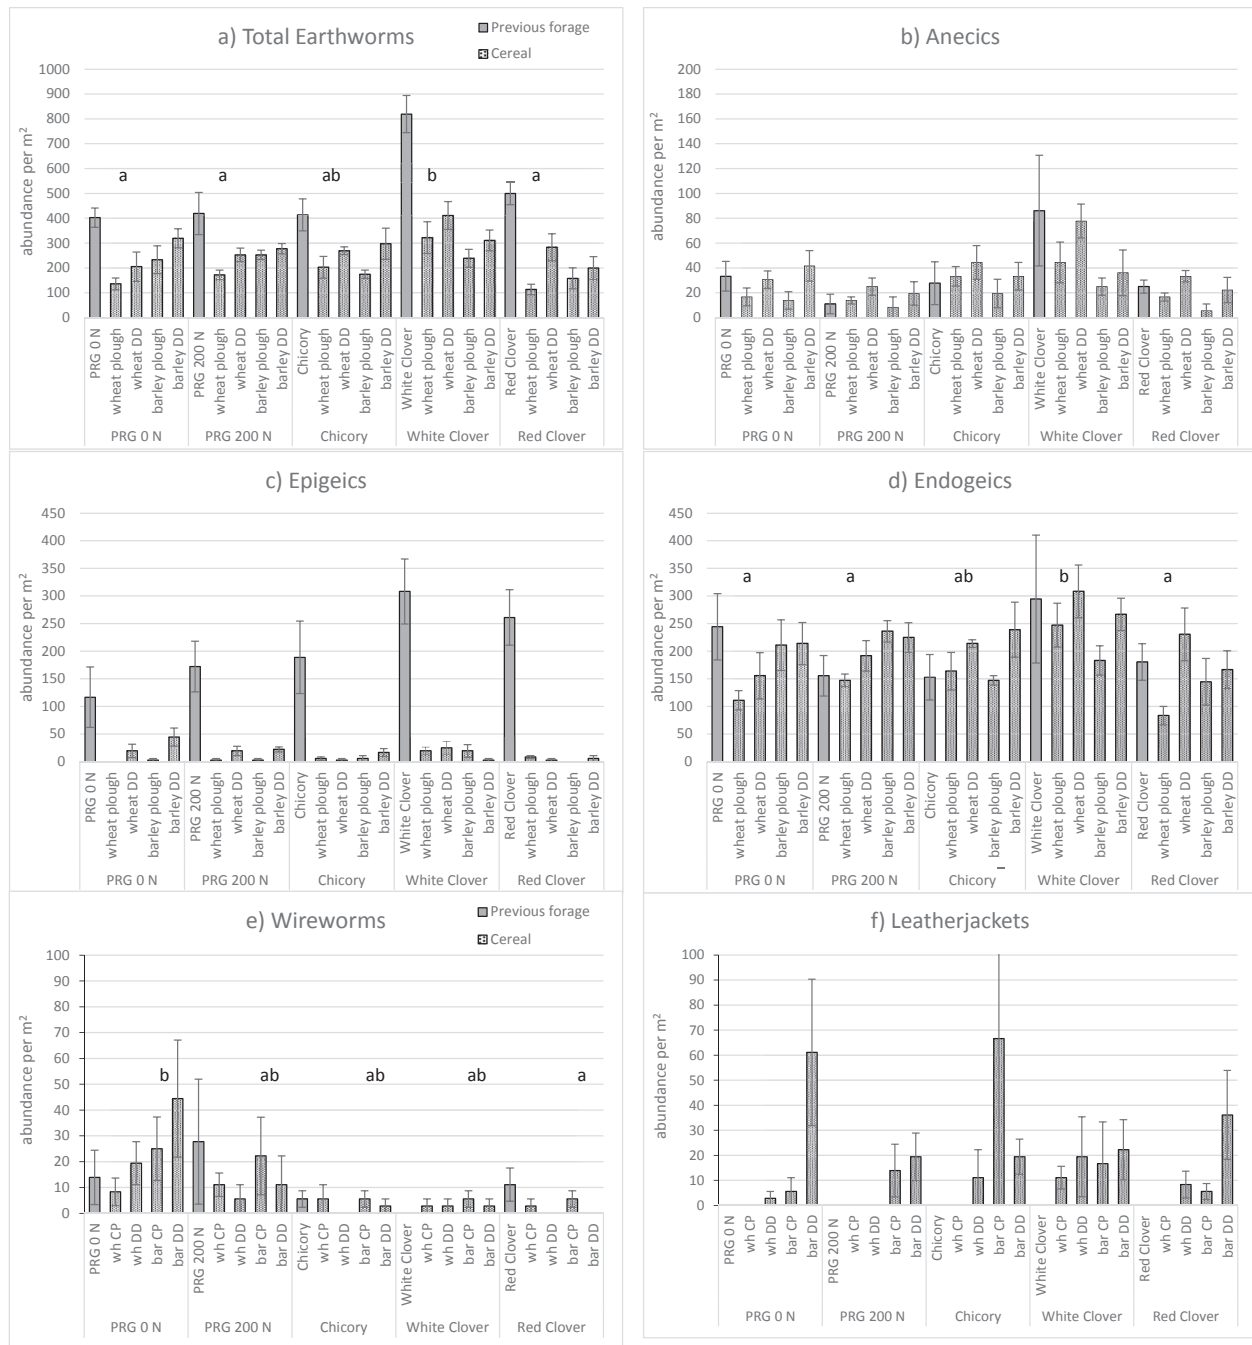 a) Total Earthworms
Previous forage
Cereal
abundance per m²
1000
900
800
700
600
500
400
300
200
100
0
a
a
ab
b
a
PRG 0 N
wheat plough
wheat DD
barley plough
barley DD
PRG 200 N
wheat plough
wheat DD
barley plough
barley DD
Chicory
wheat plough
wheat DD
barley plough
barley DD
White Clover
wheat plough
wheat DD
barley plough
barley DD
Red Clover
wheat plough
wheat DD
barley plough
barley DD
PRG 0 N
PRG 200 N
Chicory
White Clover
Red Clover
b) Anecics
abundance per m²
200
180
160
140
120
100
80
60
40
20
0
PRG 0 N
wheat plough
wheat DD
barley plough
barley DD
PRG 200 N
wheat plough
wheat DD
barley plough
barley DD
Chicory
wheat plough
wheat DD
barley plough
barley DD
White Clover
wheat plough
wheat DD
barley plough
barley DD
Red Clover
wheat plough
wheat DD
barley plough
barley DD
PRG 0 N
PRG 200 N
Chicory
White Clover
Red Clover
c) Epigeics
abundance per m²
450
400
350
300
250
200
150
100
50
0
PRG 0 N
wheat plough
wheat DD
barley plough
barley DD
PRG 200 N
wheat plough
wheat DD
barley plough
barley DD
Chicory
wheat plough
wheat DD
barley plough
barley DD
White Clover
wheat plough
wheat DD
barley plough
barley DD
Red Clover
wheat plough
wheat DD
barley plough
barley DD
PRG 0 N
PRG 200 N
Chicory
White Clover
Red Clover
d) Endogeics
abundance per m²
450
400
350
300
250
200
150
100
50
0
a
a
ab
b
a
PRG 0 N
wheat plough
wheat DD
barley plough
barley DD
PRG 200 N
wheat plough
wheat DD
barley plough
barley DD
Chicory
wheat plough
wheat DD
barley plough
barley DD
White Clover
wheat plough
wheat DD
barley plough
barley DD
Red Clover
wheat plough
wheat DD
barley plough
barley DD
PRG 0 N
PRG 200 N
Chicory
White Clover
Red Clover
e) Wireworms
Previous forage
Cereal
abundance per m²
100
90
80
70
60
50
40
30
20
10
0
b
ab
ab
ab
a
PRG 0 N
wh CP
wh DD
bar CP
bar DD
PRG 200 N
wh CP
wh DD
bar CP
bar DD
Chicory
wh CP
wh DD
bar CP
bar DD
White Clover
wh CP
wh DD
bar CP
bar DD
Red Clover
wh CP
wh DD
bar CP
bar DD
PRG 0 N
PRG 200 N
Chicory
White Clover
Red Clover
f) Leatherjackets
abundance per m²
100
90
80
70
60
50
40
30
20
10
0
PRG 0 N
wh CP
wh DD
bar CP
bar DD
PRG 200 N
wh CP
wh DD
bar CP
bar DD
Chicory
wh CP
wh DD
bar CP
bar DD
White Clover
wh CP
wh DD
bar CP
bar DD
Red Clover
wh CP
wh DD
bar CP
bar DD
PRG 0 N
PRG 200 N
Chicory
White Clover
Red Clover